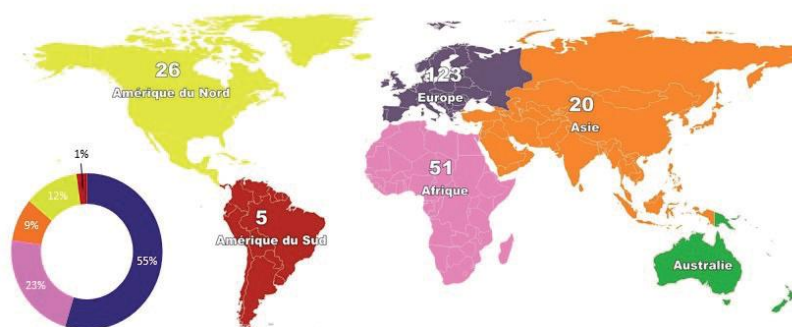 26
Amérique du Nord
123
Europe
20
Asie
51
Afrique
5
Amérique du Sud
Australie
1%
12%
9%
23%
55%